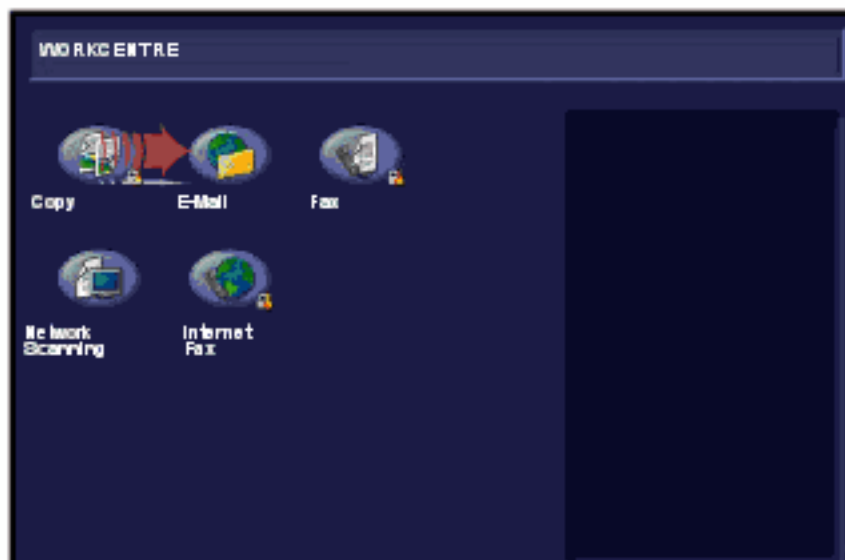 WORKCENTRE
Copy
E-Mail
Fax
Network
Scanning
Internet
Fax